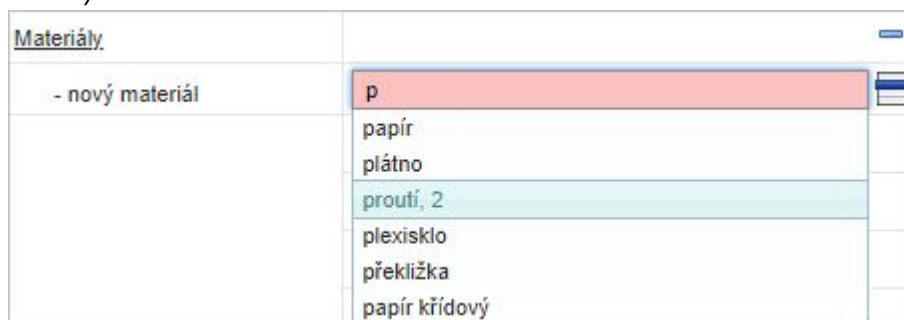 Materiály
- nový materiál
p
papír
plátno
proutí, 2
plexisklo
překližka
papír křídový